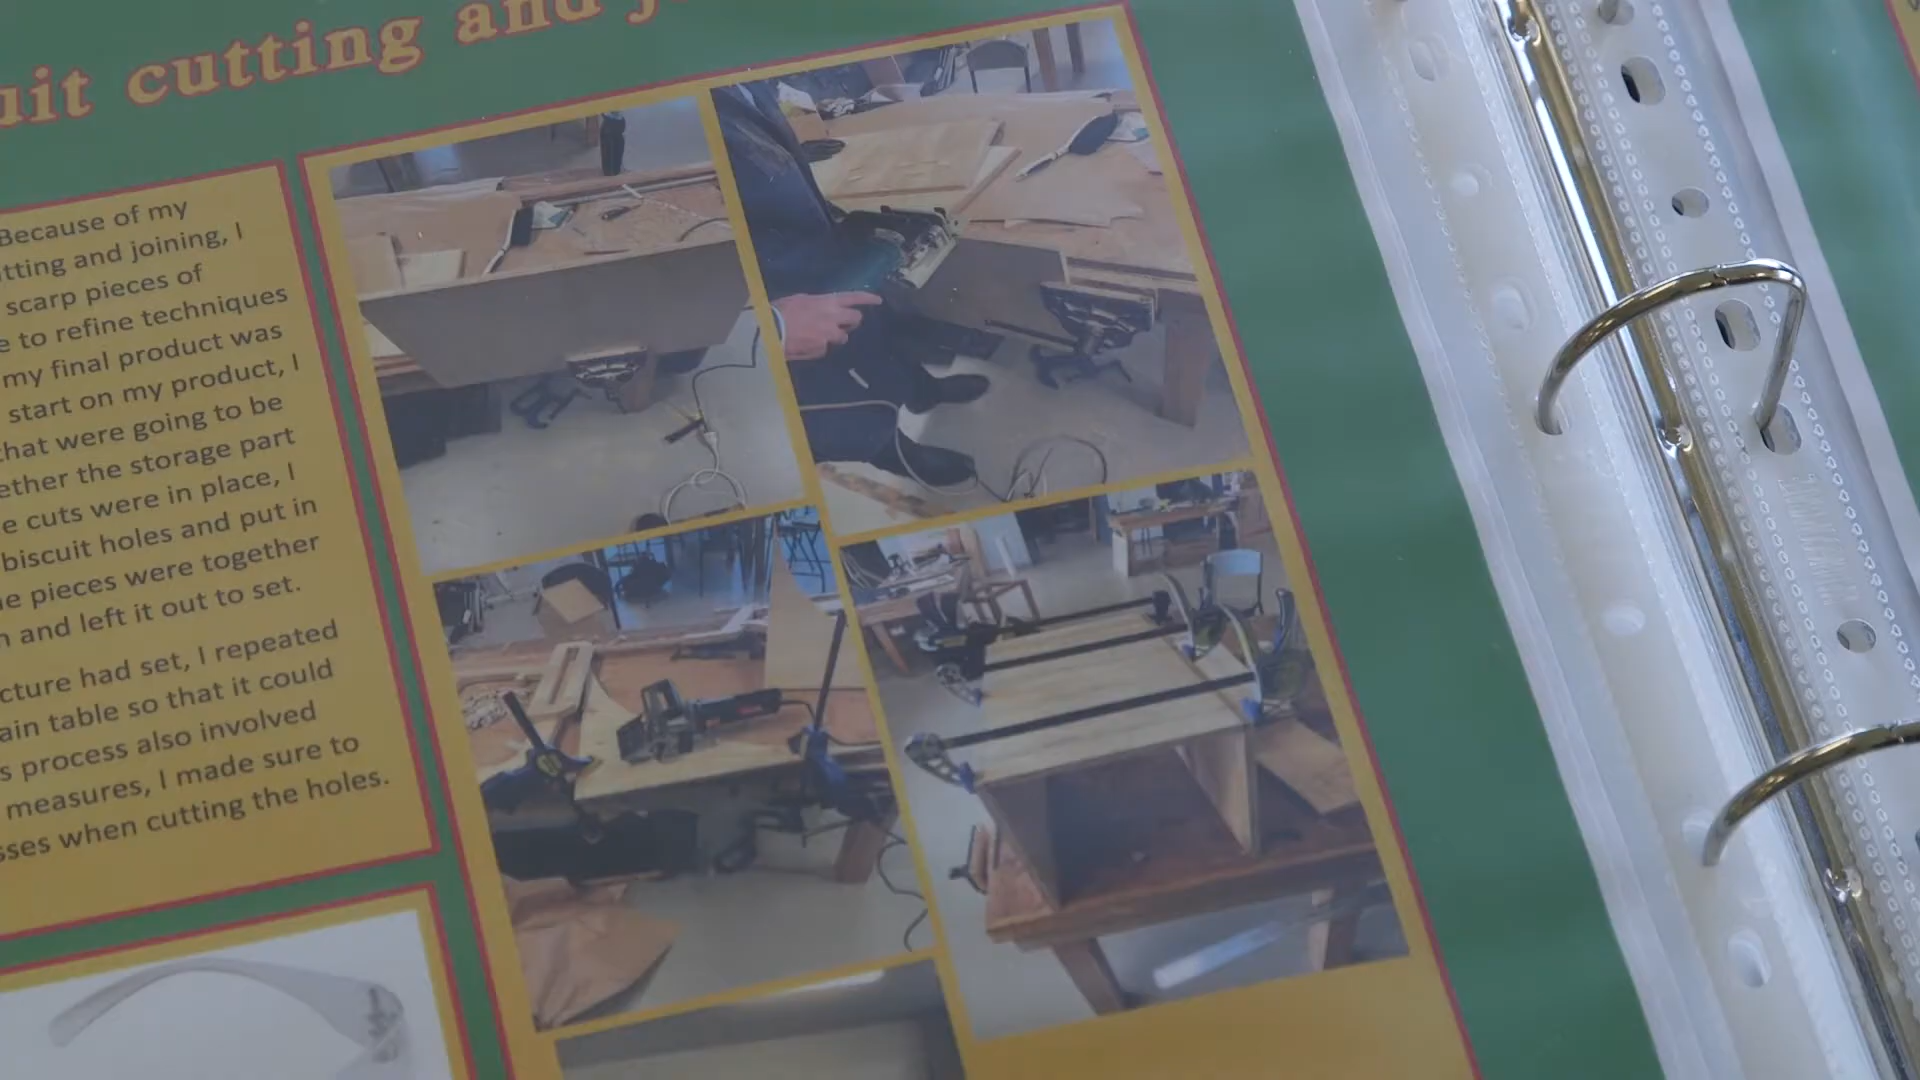 uit cutting and
Because of my
tting and joining, I
scarp pieces of
e to refine techniques
my final product was
start on my product, I
that were going to be
ether the storage part
e cuts were in place, I
biscuit holes and put in
e pieces were together
and left it out to set.
cture had set, I repeated
ain table so that it could
s process also involved
measures, I made sure to
sses when cutting the holes.